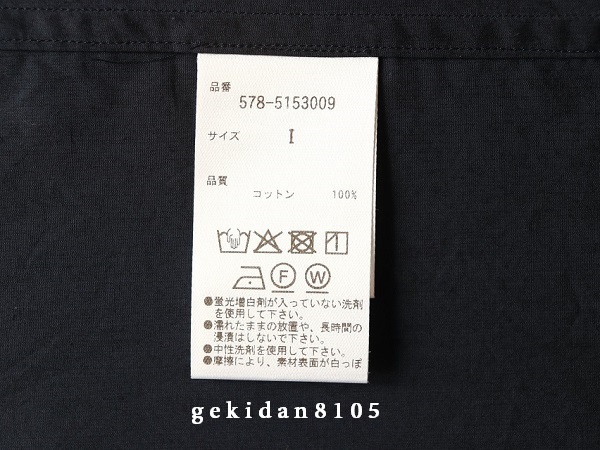 品番
578-5153009
サイズ I
品質
コットン 100%
F W
●蛍光増白剤が入っていない洗剤
を使用して下さい。
●濡れたままの放置や、長時間の
浸漬はしないで下さい。
●中性洗剤を使用して下さい。
●摩擦により、素材表面が白っぽ
gekidan8105